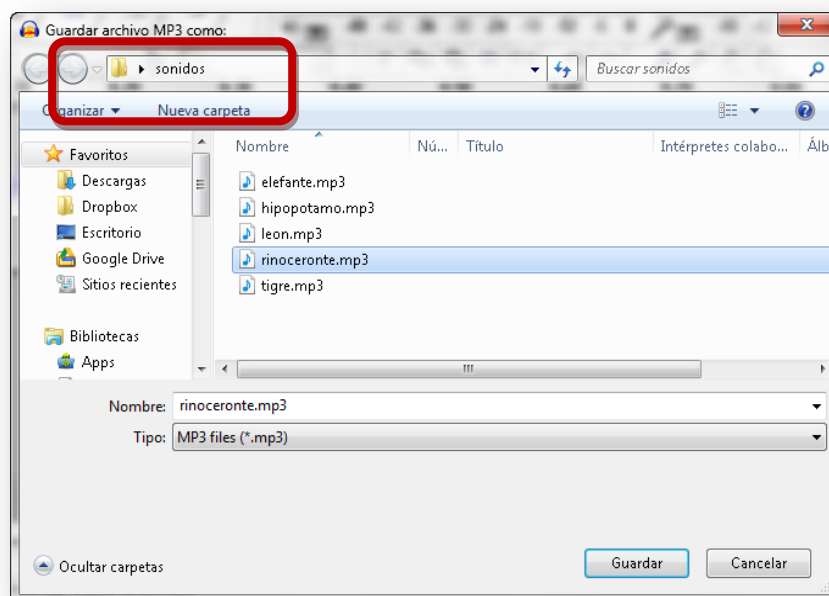 Guardar archivo MP3 como:
sonidos
Buscar sonidos
Organizar Nueva carpeta
Favoritos
Descargas
Dropbox
Escritorio
Google Drive
Sitios recientes
Bibliotecas
Apps
Nombre Nú... Título Intérpretes colabo... Álb
elefante.mp3
hipopotamo.mp3
leon.mp3
rinoceronte.mp3
tigre.mp3
Nombre: rinoceronte.mp3
Tipo: MP3 files (*.mp3)
Ocultar carpetas
Guardar Cancelar